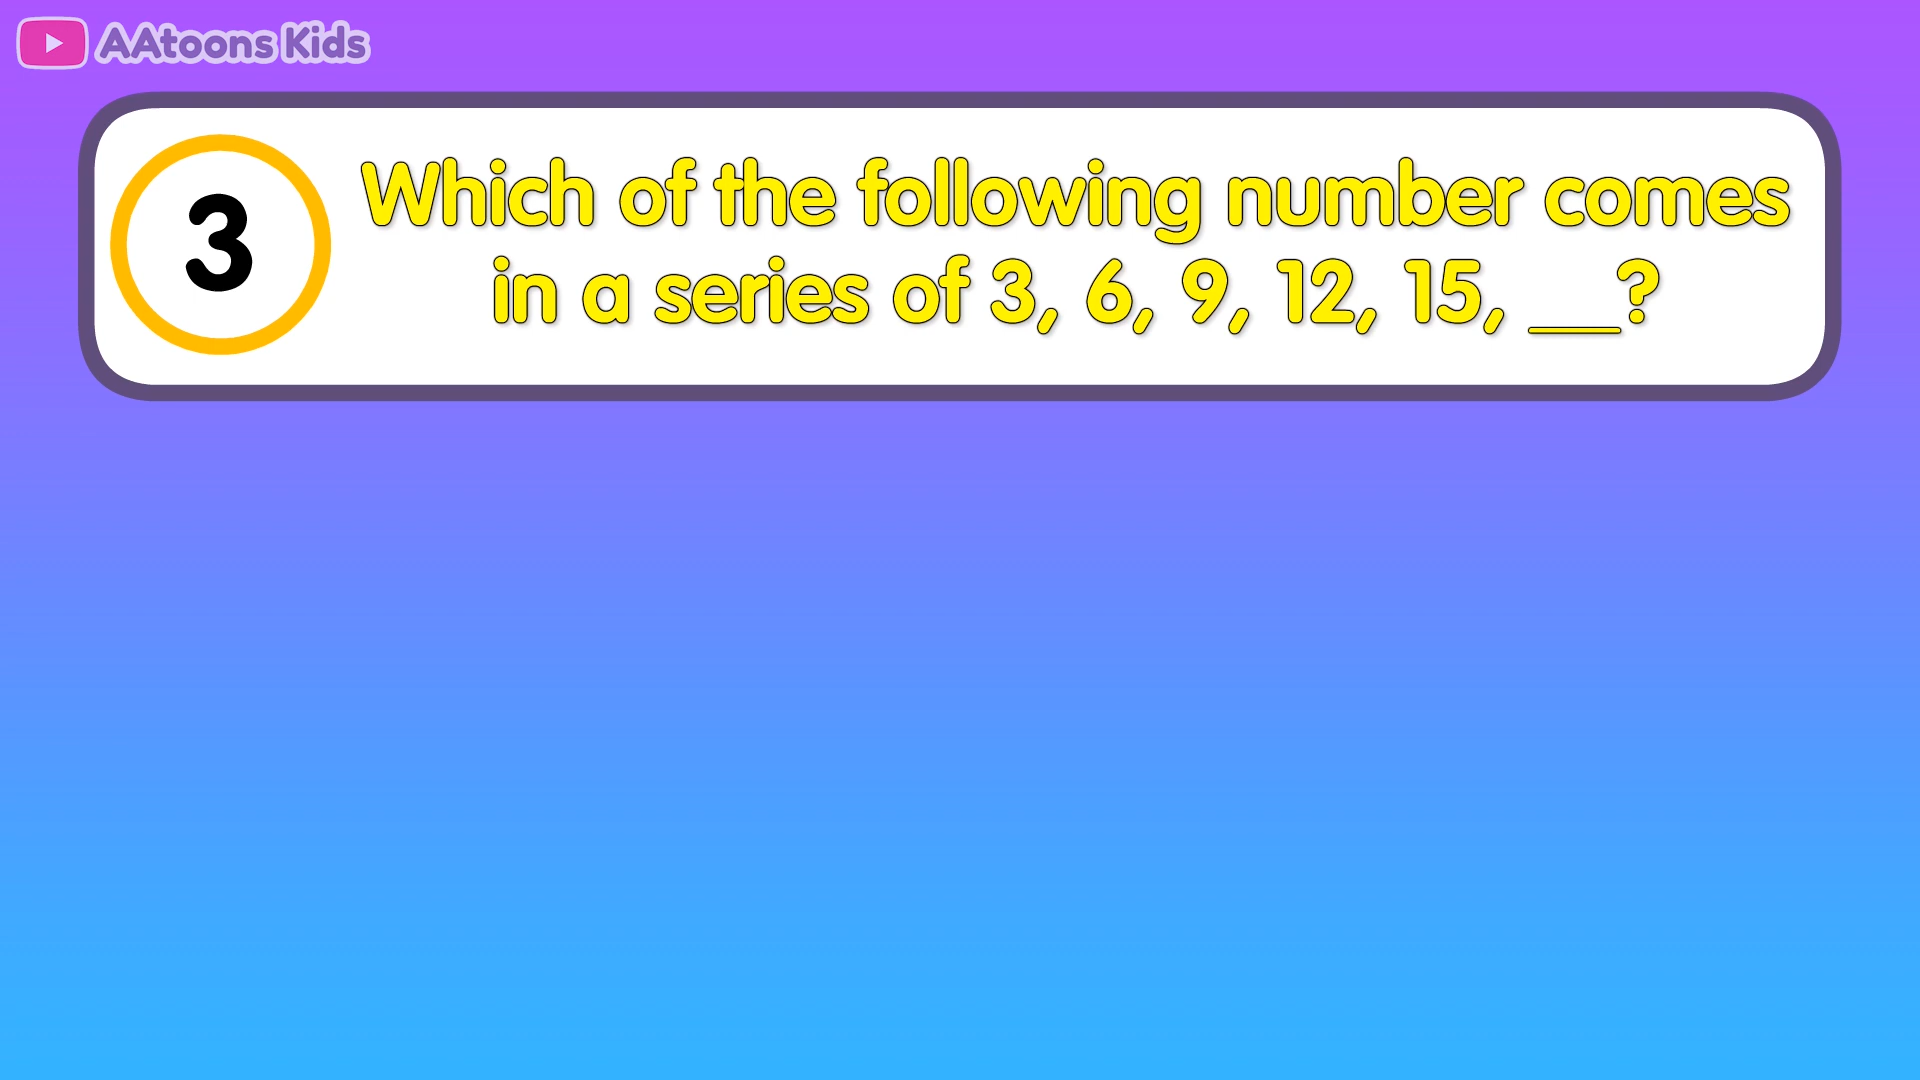 AAtoons Kids
3
Which of the following number comes
in a series of 3, 6, 9, 12, 15, __?